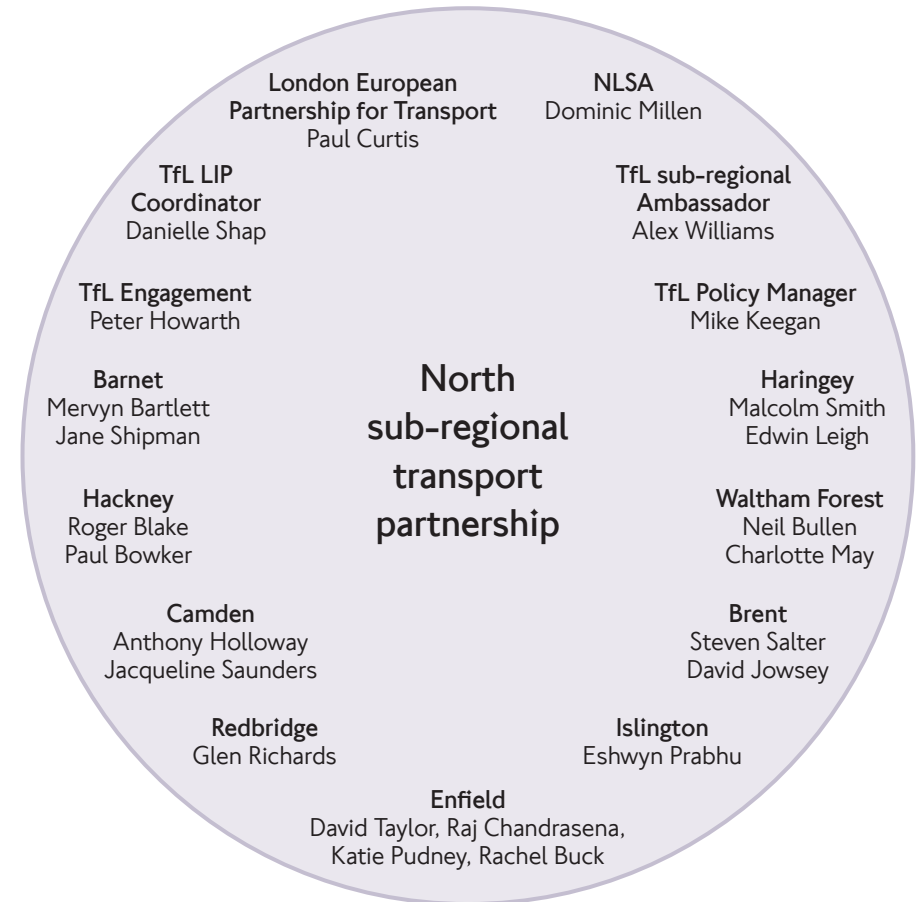 London European
Partnership for Transport
Paul Curtis
NLSA
Dominic Millen
TfL LIP
Coordinator
Danielle Shap
TfL sub-regional
Ambassador
Alex Williams
TfL Engagement
Peter Howarth
TfL Policy Manager
Mike Keegan
Barnet
Mervyn Bartlett
Jane Shipman
North
sub-regional
transport
partnership
Haringey
Malcolm Smith
Edwin Leigh
Hackney
Roger Blake
Paul Bowker
Waltham Forest
Neil Bullen
Charlotte May
Camden
Anthony Holloway
Jacqueline Saunders
Brent
Steven Salter
David Jowsey
Redbridge
Glen Richards
Islington
Eshwyn Prabhu
Enfield
David Taylor, Raj Chandrasena,
Katie Pudney, Rachel Buck